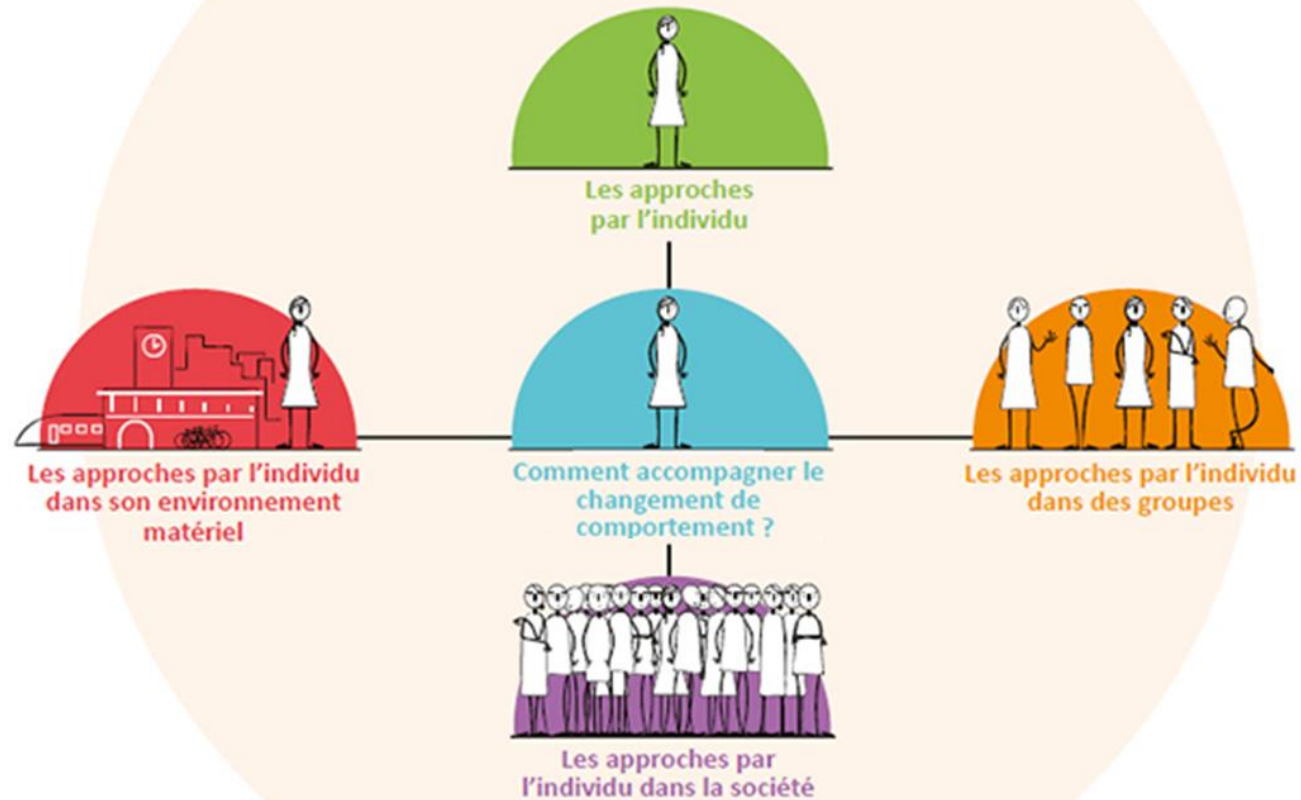 Les approches
par l'individu
Les approches par l'individu
dans son environnement
matériel
Comment accompagner le
changement de
comportement ?
Les approches par l'individu
dans des groupes
Les approches par
l'individu dans la société